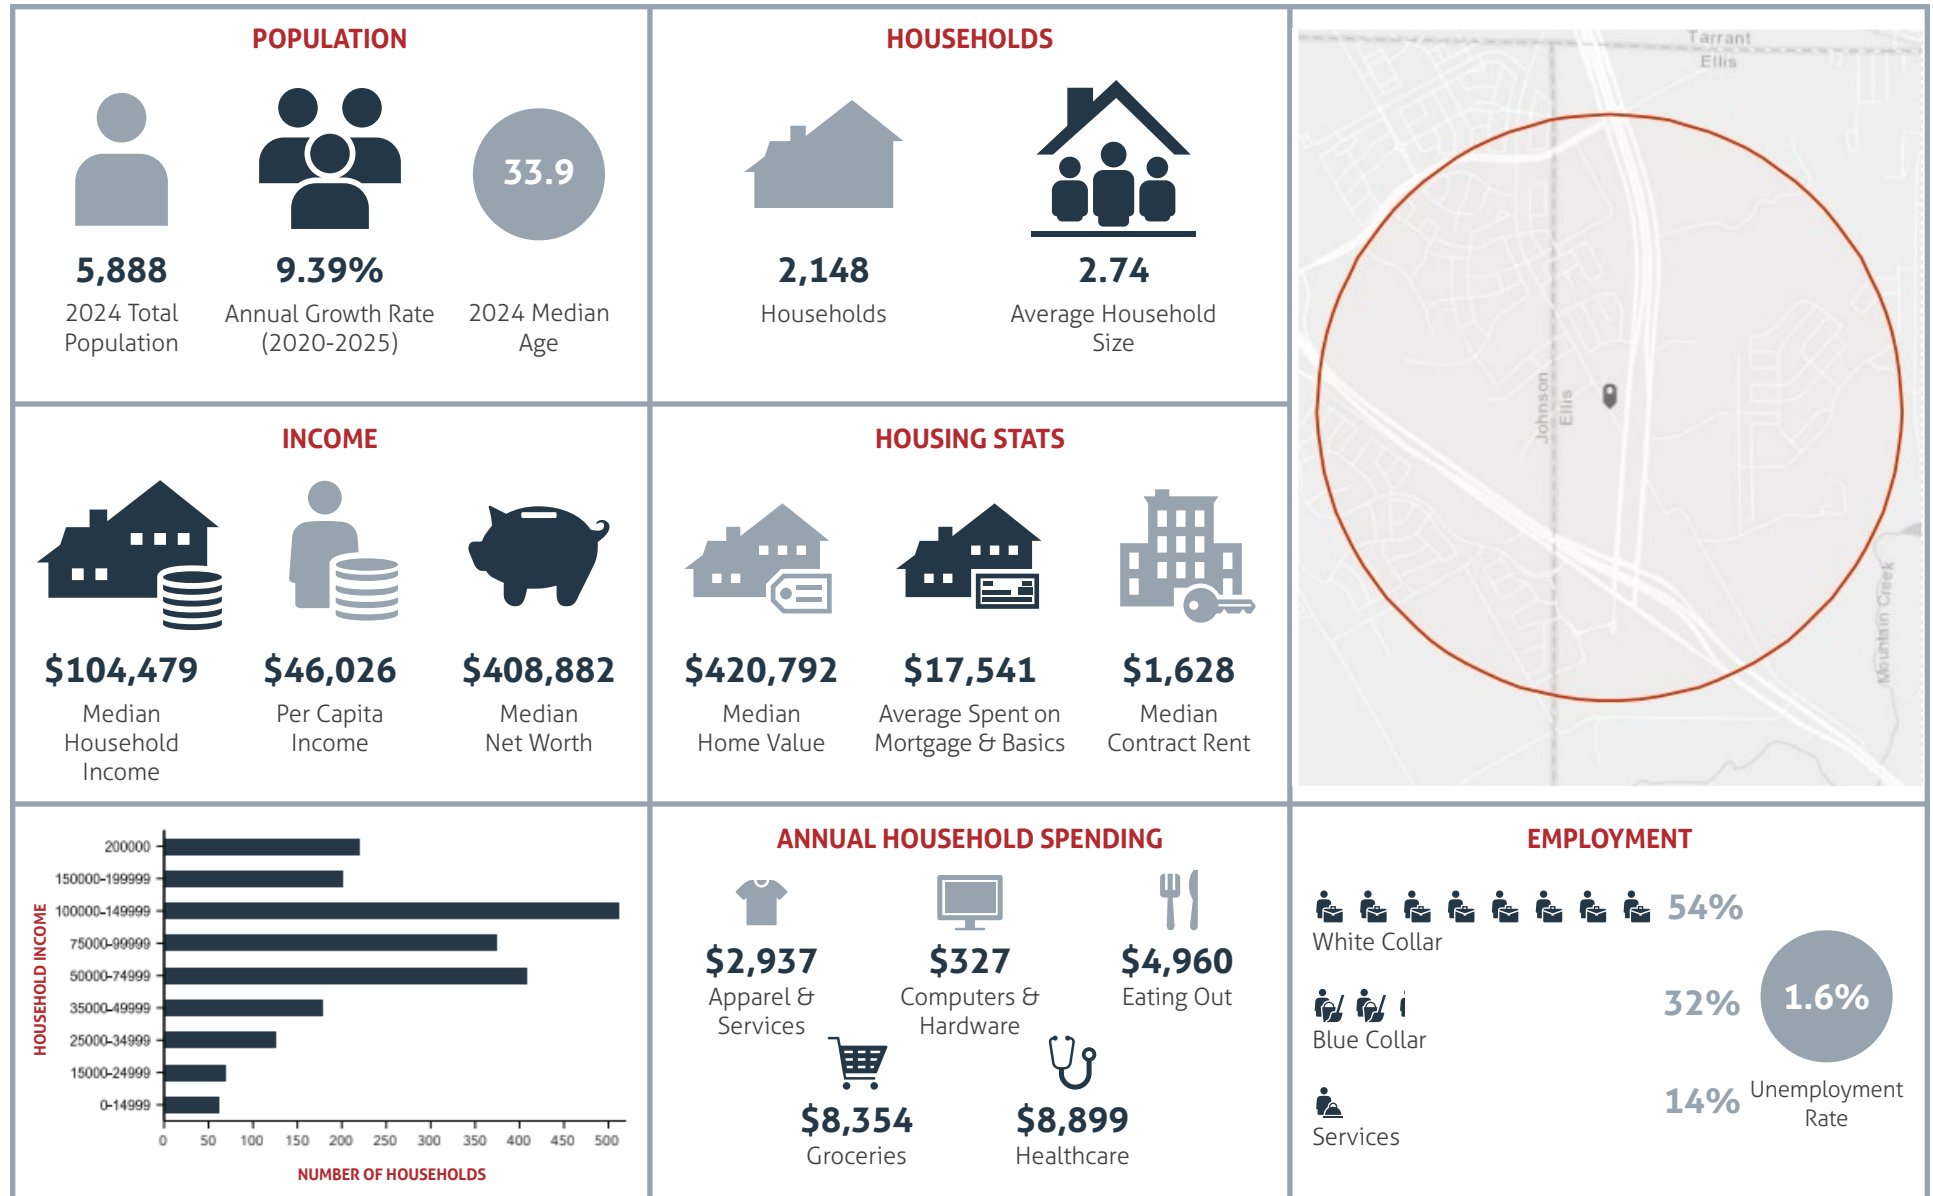 POPULATION
33.9
5,888
2024 Total
Population
9.39%
Annual Growth Rate
(2020-2025)
2024 Median
Age
HOUSEHOLDS
2,148
Households
2.74
Average Household
Size
Tarrant
Ellis
Johnson
Ellis
Mountain Creek
INCOME
$104,479
Median
Household
Income
$46,026
Per Capita
Income
$408,882
Median
Net Worth
HOUSING STATS
$420,792
Median
Home Value
$17,541
Average Spent on
Mortgage & Basics
$1,628
Median
Contract Rent
HOUSEHOLD INCOME
200000
150000-199999
100000-149999
75000-99999
50000-74999
35000-49999
25000-34999
15000-24999
0-14999
0 50 100 150 200 250 300 350 400 450 500
NUMBER OF HOUSEHOLDS
ANNUAL HOUSEHOLD SPENDING
$2,937
Apparel &
Services
$327
Computers &
Hardware
$4,960
Eating Out
$8,354
Groceries
$8,899
Healthcare
EMPLOYMENT
54%
White Collar
32%
Blue Collar
14%
Services
1.6%
Unemployment
Rate